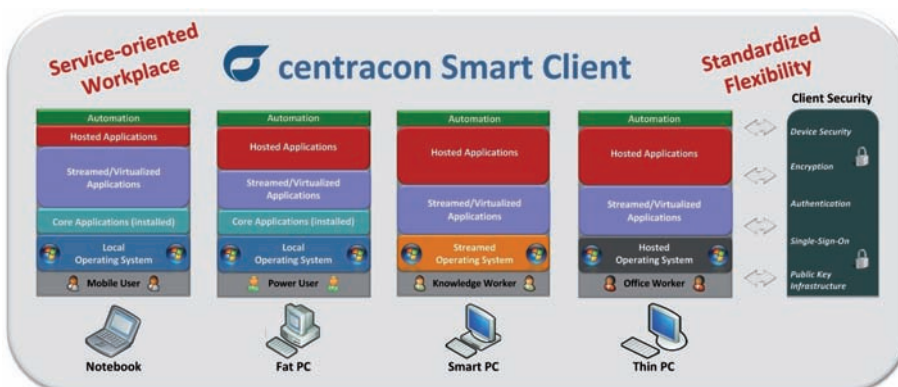 Service-oriented
Workplace
centracon Smart Client
Standardized
Flexibility
Automation
Hosted Applications
Streamed/Virtualized
Applications
Core Applications (installed)
Local
Operating System
Mobile User
Notebook
Automation
Hosted Applications
Streamed/Virtualized
Applications
Core Applications (installed)
Local
Operating System
Power User
Fat PC
Automation
Hosted Applications
Streamed/Virtualized
Applications
Streamed
Operating System
Knowledge Worker
Smart PC
Automation
Hosted Applications
Streamed/Virtualized
Applications
Hosted
Operating System
Office Worker
Thin PC
Client Security
Device Security
Encryption
Authentication
Single-Sign-On
Public Key
Infrastructure